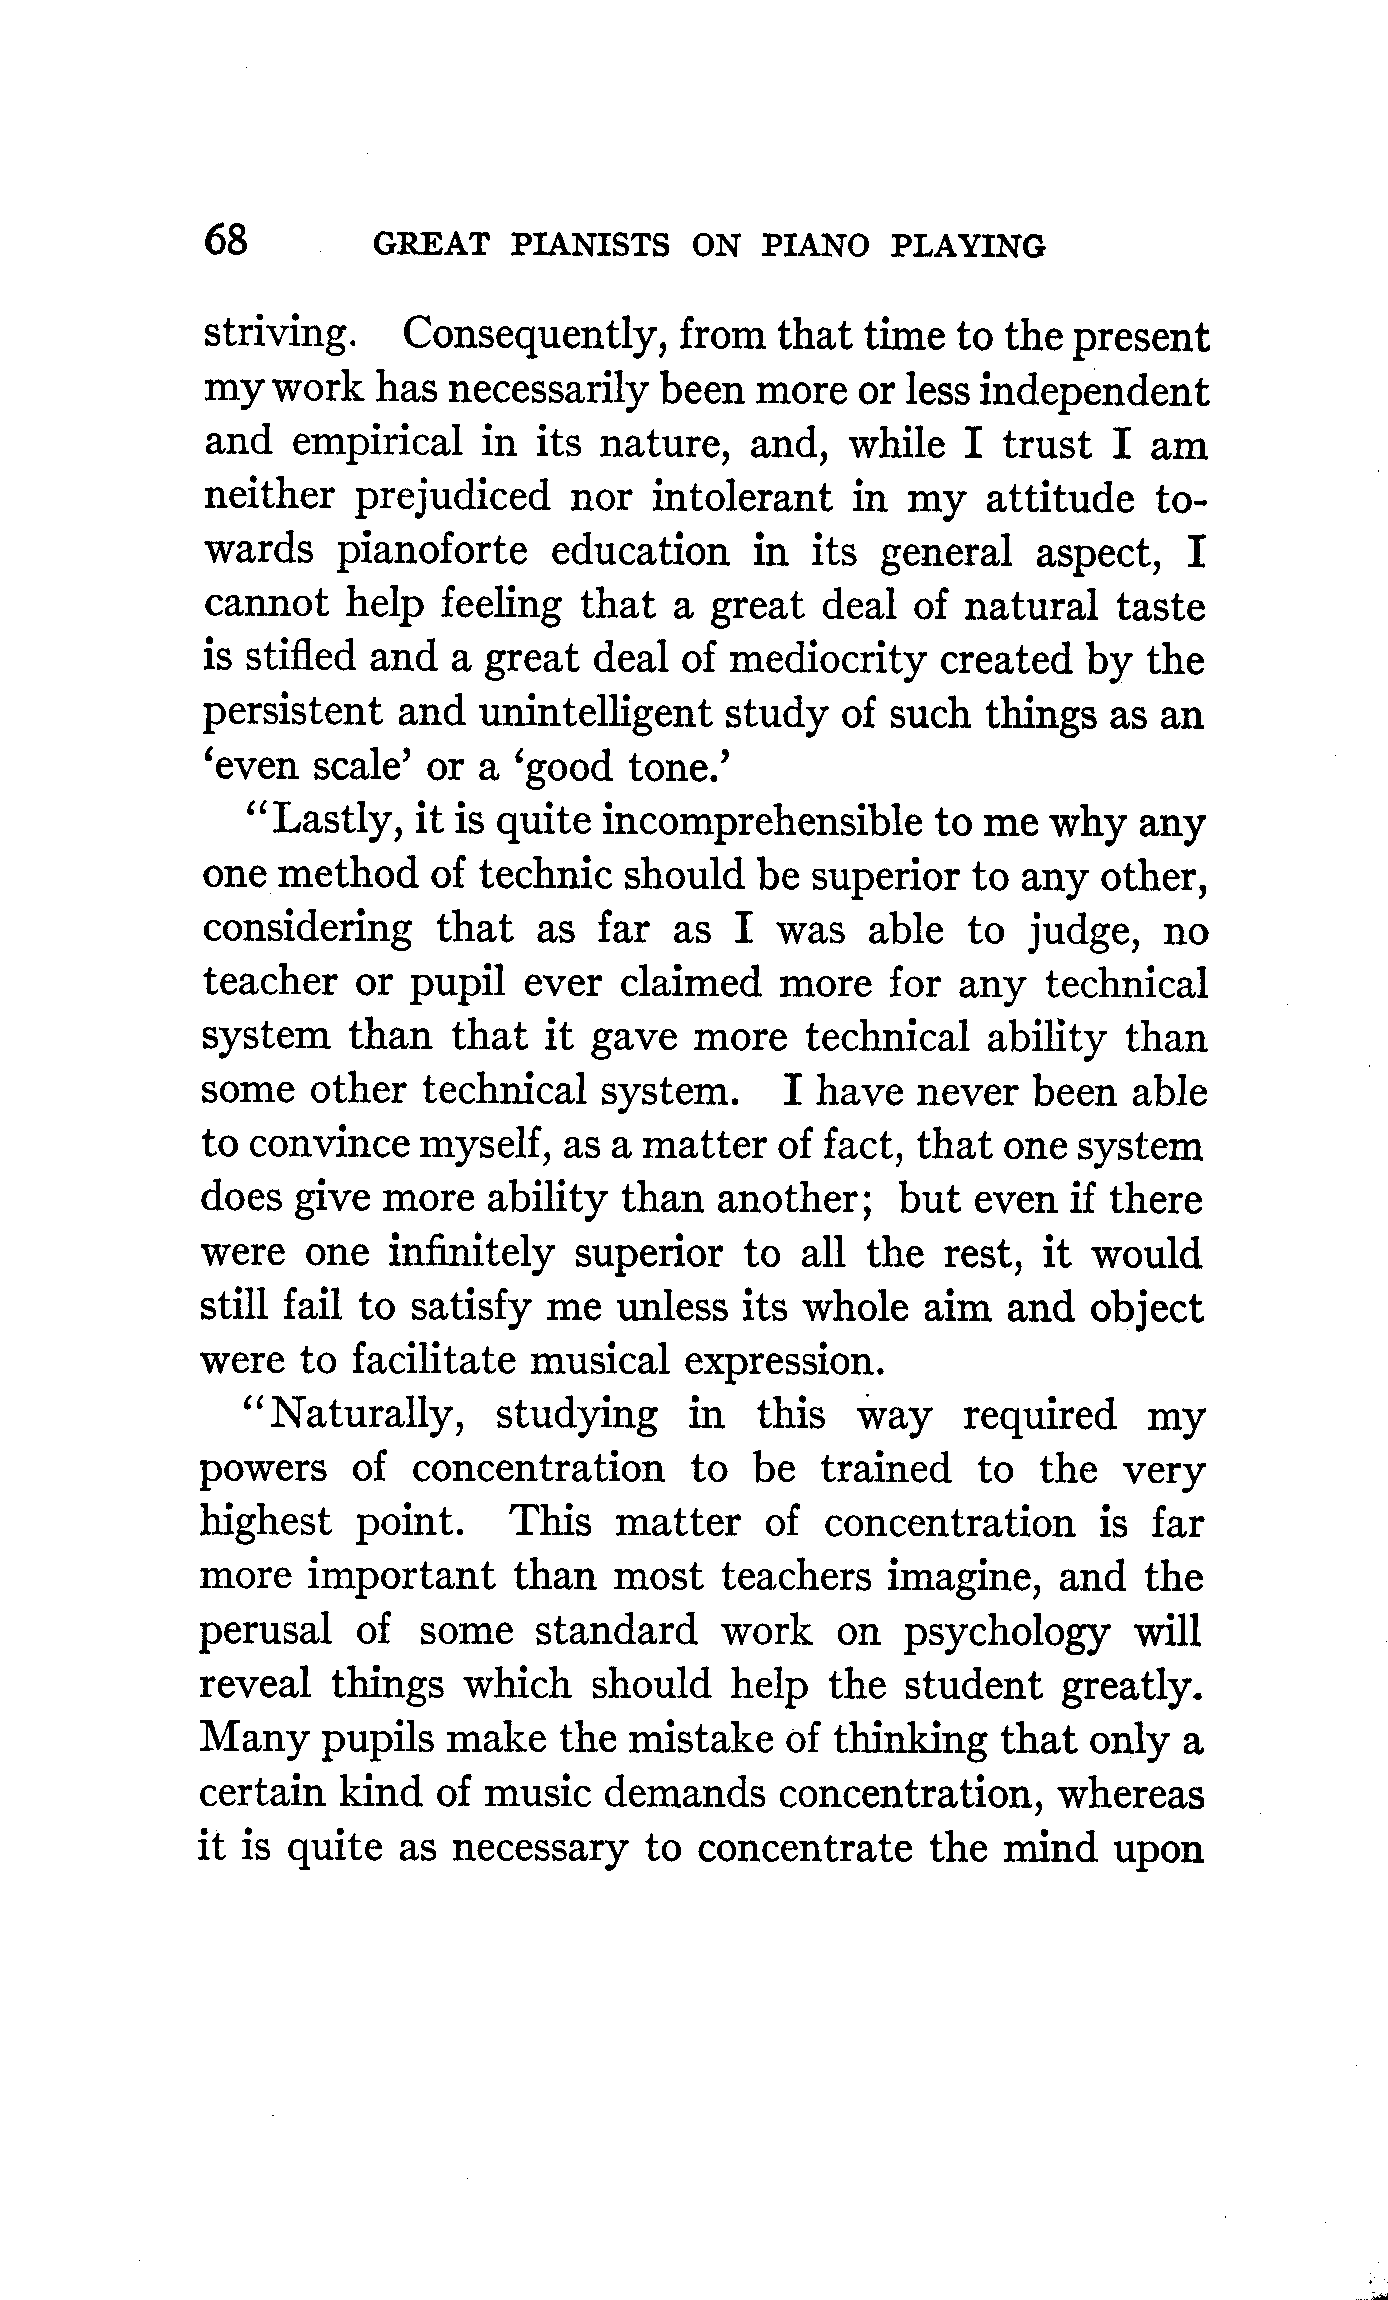 68 GREAT PIANISTS ON PIANO PLAYING
striving. Consequently, from that time to the present
my work has necessarily been more or less independent
and empirical in its nature, and, while I trust I am
neither prejudiced nor intolerant in my attitude to-
wards pianoforte education in its general aspect, I
cannot help feeling that a great deal of natural taste
is stifled and a great deal of mediocrity created by the
persistent and unintelligent study of such things as an
'even scale' or a 'good tone.'
"Lastly, it is quite incomprehensible to me why any
one method of technic should be superior to any other,
considering that as far as I was able to judge, no
teacher or pupil ever claimed more for any technical
system than that it gave more technical ability than
some other technical system. I have never been able
to convince myself, as a matter of fact, that one system
does give more ability than another; but even if there
were one infinitely superior to all the rest, it would
still fail to satisfy me unless its whole aim and object
were to facilitate musical expression.
"Naturally, studying in this way required my
powers of concentration to be trained to the very
highest point. This matter of concentration is far
more important than most teachers imagine, and the
perusal of some standard work on psychology will
reveal things which should help the student greatly.
Many pupils make the mistake of thinking that only a
certain kind of music demands concentration, whereas
it is quite as necessary to concentrate the mind upon